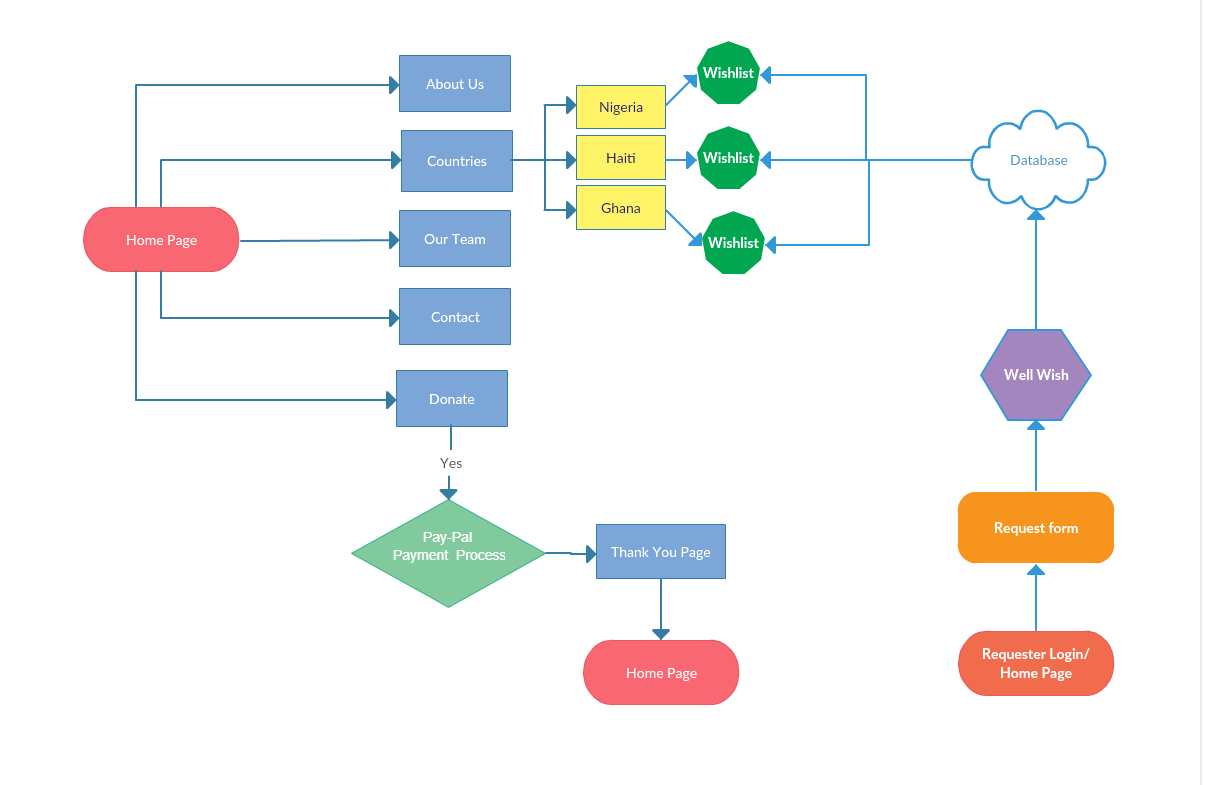 About Us
Countries
Home Page
Our Team
Contact
Donate
Yes
Pay-Pal
Payment  Process
Thank You Page
Home Page
Nigeria
Haiti
Ghana
Wishlist
Wishlist
Wishlist
Database
Well Wish
Request form
Requester Login/
Home Page